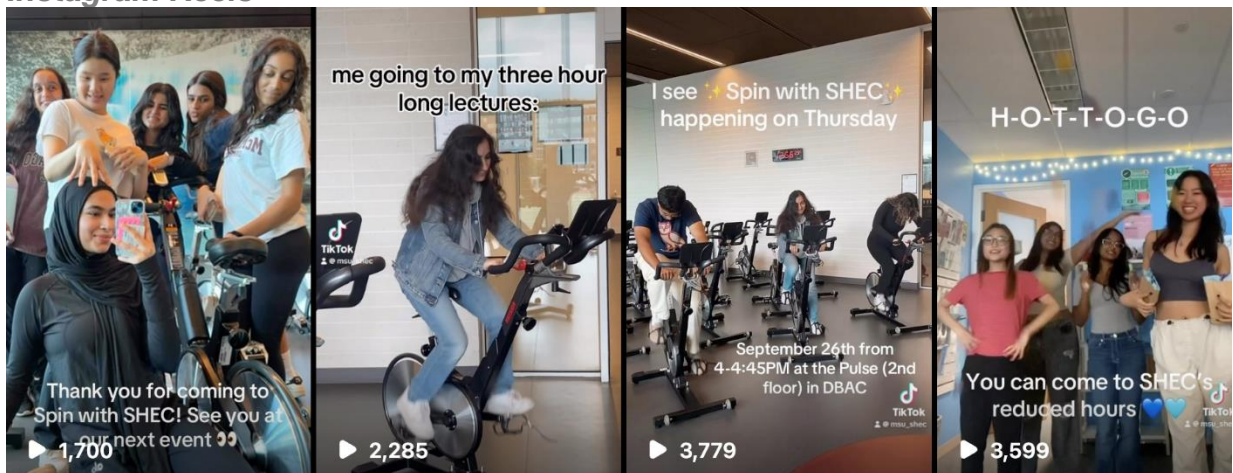 Thank you for coming to
Spin with SHEC! See you at
our next event 👀
1,700
me going to my three hour
long lectures:
TikTok
@msu_shec
2,285
I see ✨Spin with SHEC✨
happening on Thursday
September 26th from
4-4:45PM at the Pulse (2nd
floor) in DBAC
TikTok
@msu_shec
3,779
H-O-T-T-O-G-O
You can come to SHEC's
reduced hours 💙🩵
TikTok
3,599